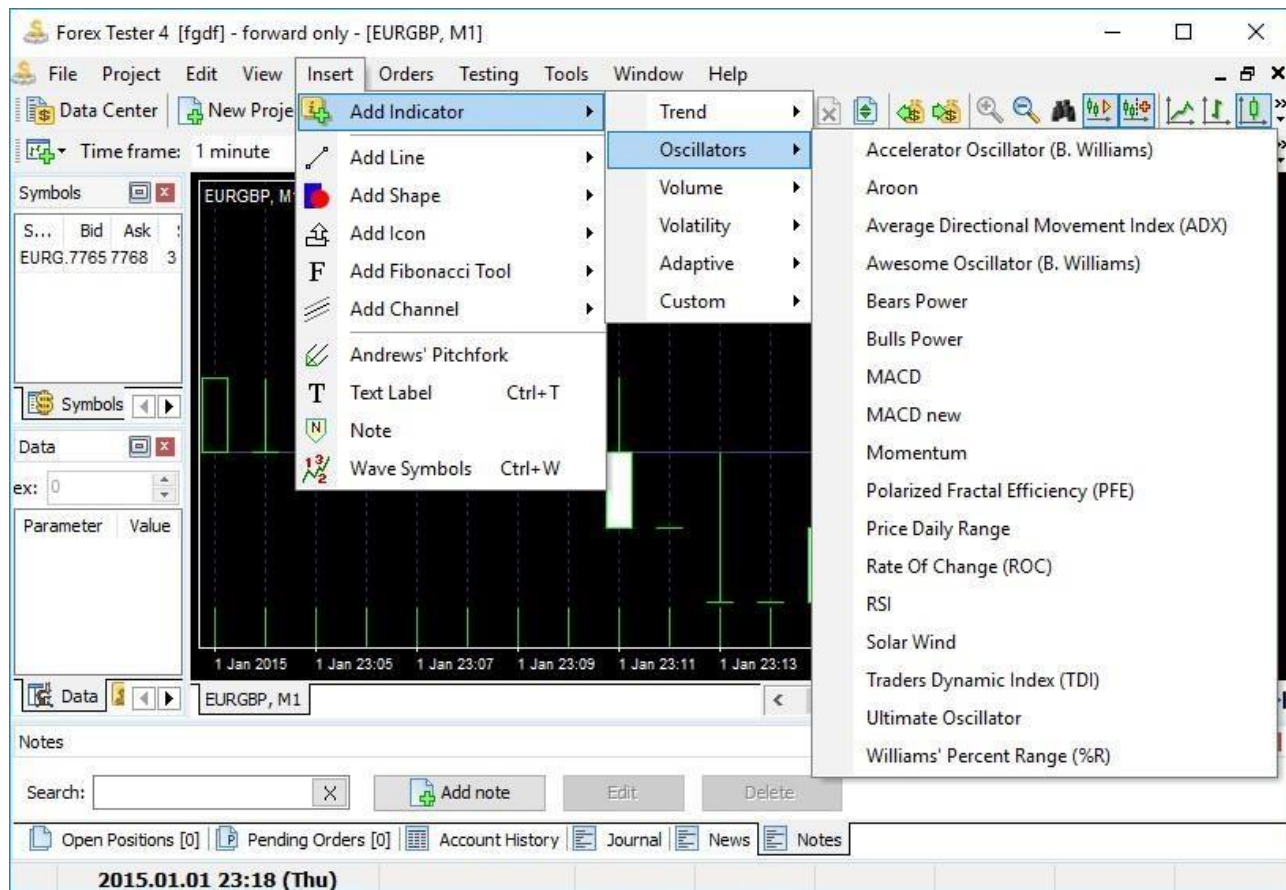 Forex Tester 4 [fgdf] - forward only - [EURGBP, M1]
File Project Edit View Insert Orders Testing Tools Window Help
Data Center New Proje
Time frame: 1 minute
Add Indicator
Add Line
Add Shape
Add Icon
F Add Fibonacci Tool
Add Channel
Andrews' Pitchfork
T Text Label Ctrl+T
N Note
Wave Symbols Ctrl+W
Trend
Oscillators
Volume
Volatility
Adaptive
Custom
Accelerator Oscillator (B. Williams)
Aroon
Average Directional Movement Index (ADX)
Awesome Oscillator (B. Williams)
Bears Power
Bulls Power
MACD
MACD new
Momentum
Polarized Fractal Efficiency (PFE)
Price Daily Range
Rate Of Change (ROC)
RSI
Solar Wind
Traders Dynamic Index (TDI)
Ultimate Oscillator
Williams' Percent Range (%R)
Symbols
S... Bid Ask
EURG.7765 7768 3
Symbols
Data
ex: 0
Parameter Value
Data
EURGBP, M
1 Jan 2015 1 Jan 23:05 1 Jan 23:07 1 Jan 23:09 1 Jan 23:11 1 Jan 23:13
EURGBP, M1
Notes
Search: X Add note Edit Delete
Open Positions [0] Pending Orders [0] Account History Journal News Notes
2015.01.01 23:18 (Thu)